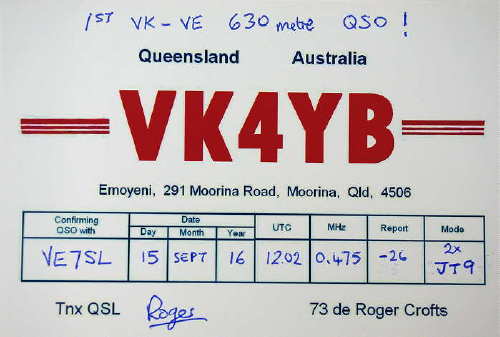 1ST VK - VE 630 metre QSO !
Queensland Australia
VK4YB
Emoyeni, 291 Moorina Road, Moorina, Qld, 4506
Confirming QSO with Date UTC MHz Report Mode
Day Month Year
VE7SL 15 SEPT 16 12.02 0.475 -26 2x JT9
Tnx QSL Roger 73 de Roger Crofts